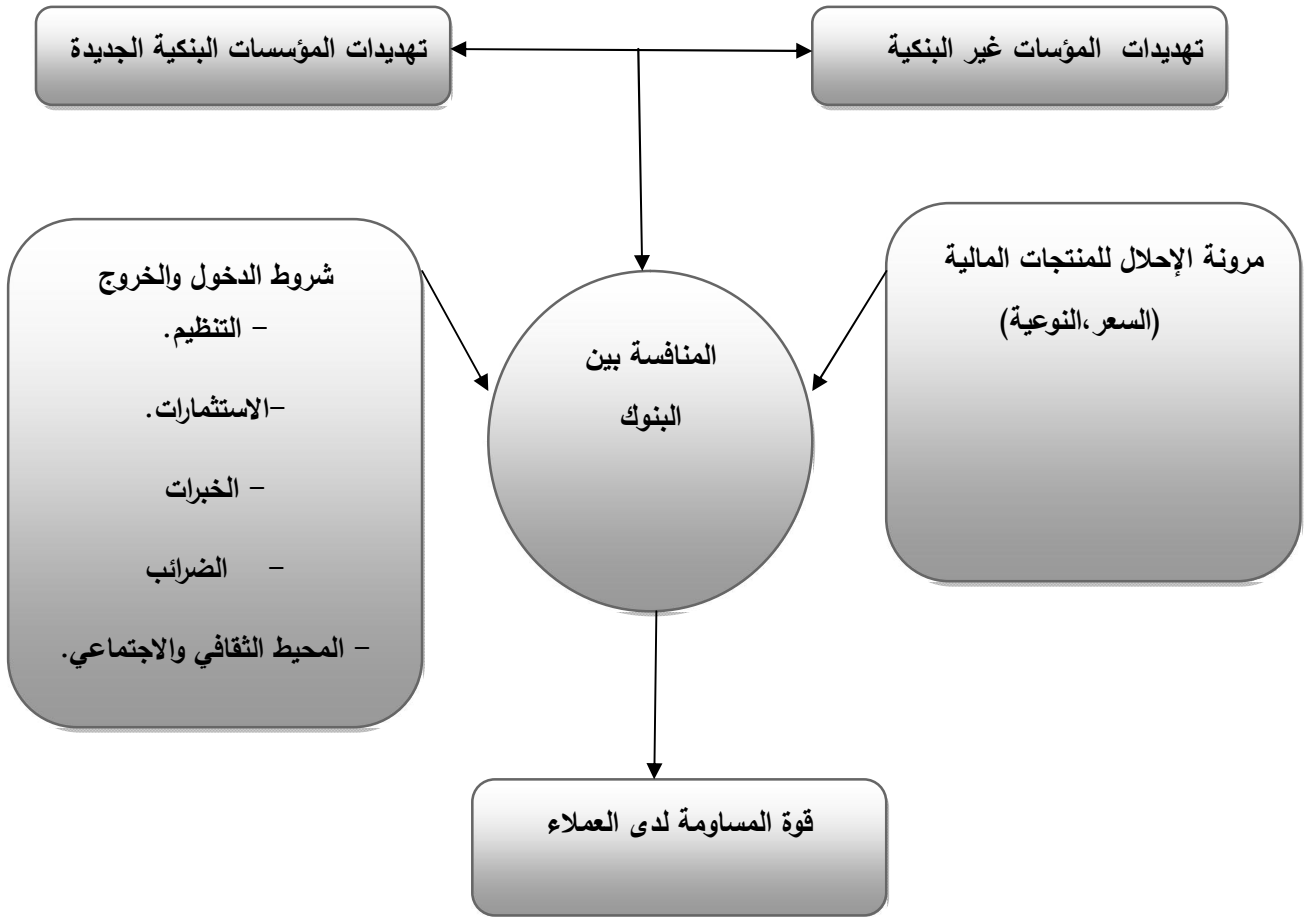 تهديدات المؤسات غير البنكية
تهديدات المؤسسات البنكية الجديدة
مرونة الإحلال للمنتجات المالية
(السعر،النوعية)
المنافسة بين
البنوك
شروط الدخول والخروج
– التنظيم.
–الاستثمارات.
– الخبرات
– الضرائب
– المحيط الثقافي والاجتماعي.
قوة المساومة لدى العملاء